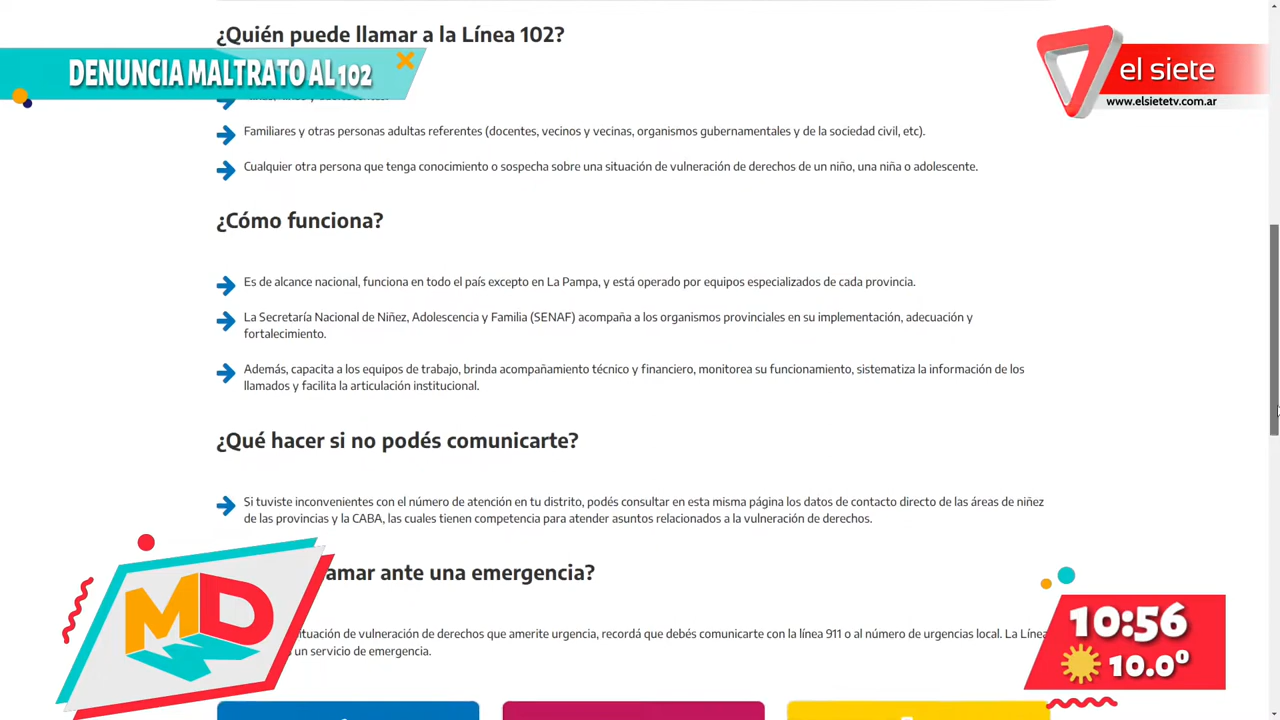 ¿Quién puede llamar a la Línea 102?
DENUNCIA MALTRATO AL 102
el siete
www.elsietetv.com.ar
Familiares y otras personas adultas referentes (docentes, vecinos y vecinas, organismos gubernamentales y de la sociedad civil, etc).
Cualquier otra persona que tenga conocimiento o sospecha sobre una situación de vulneración de derechos de un niño, una niña o adolescente.
¿Cómo funciona?
Es de alcance nacional, funciona en todo el país excepto en La Pampa, y está operado por equipos especializados de cada provincia.
La Secretaría Nacional de Niñez, Adolescencia y Familia (SENAF) acompaña a los organismos provinciales en su implementación, adecuación y
fortalecimiento.
Además, capacita a los equipos de trabajo, brinda acompañamiento técnico y financiero, monitorea su funcionamiento, sistematiza la información de los
llamados y facilita la articulación institucional.
¿Qué hacer si no podés comunicarte?
Si tuviste inconvenientes con el número de atención en tu distrito, podés consultar en esta misma página los datos de contacto directo de las áreas de niñez
de las provincias y la CABA, las cuales tienen competencia para atender asuntos relacionados a la vulneración de derechos.
amar ante una emergencia?
ituación de vulneración de derechos que amerite urgencia, recordá que debés comunicarte con la línea 911 o al número de urgencias local. La Línea
un servicio de emergencia.
MD
10:56
10.0º